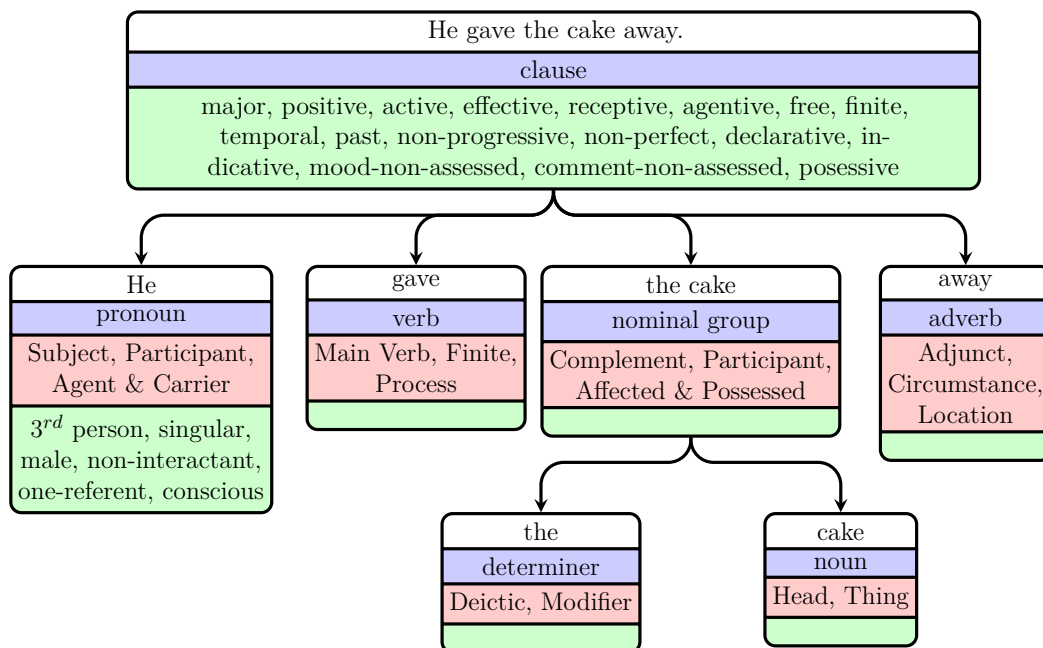 He gave the cake away.
clause
major, positive, active, effective, receptive, agentive, free, finite,
temporal, past, non-progressive, non-perfect, declarative, in-
dicative, mood-non-assessed, comment-non-assessed, posessive
He
pronoun
Subject, Participant,
Agent & Carrier
3rd person, singular,
male, non-interactant,
one-referent, conscious
gave
verb
Main Verb, Finite,
Process
the cake
nominal group
Complement, Participant,
Affected & Possessed
away
adverb
Adjunct,
Circumstance,
Location
the
determiner
Deictic, Modifier
cake
noun
Head, Thing